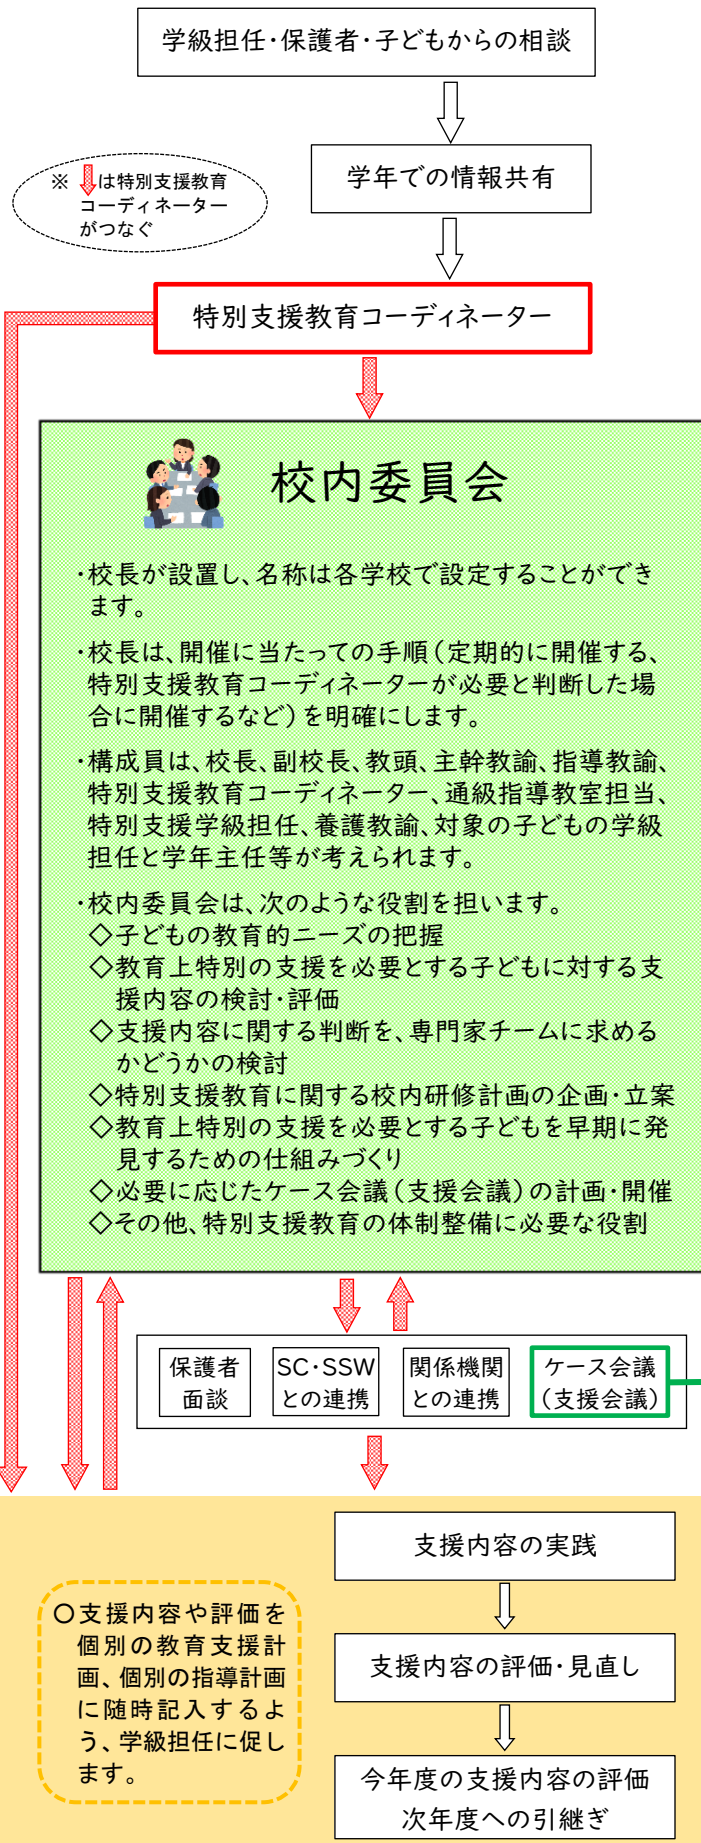 学級担任・保護者・子どもからの相談
学年での情報共有
※ は特別支援教育
コーディネーター
がつなぐ
特別支援教育コーディネーター
校内委員会
・校長が設置し、名称は各学校で設定することができ
ます。
・校長は、開催に当たっての手順(定期的に開催する、
特別支援教育コーディネーターが必要と判断した場
合に開催するなど)を明確にします。
・構成員は、校長、副校長、教頭、主幹教諭、指導教諭、
特別支援教育コーディネーター、通級指導教室担当、
特別支援学級担任、養護教諭、対象の子どもの学級
担任と学年主任等が考えられます。
・校内委員会は、次のような役割を担います。
◇子どもの教育的ニーズの把握
◇教育上特別の支援を必要とする子どもに対する支
援内容の検討・評価
◇支援内容に関する判断を、専門家チームに求める
かどうかの検討
◇特別支援教育に関する校内研修計画の企画・立案
◇教育上特別の支援を必要とする子どもを早期に発
見するための仕組みづくり
◇必要に応じたケース会議(支援会議)の計画・開催
◇その他、特別支援教育の体制整備に必要な役割
保護者
面談
SC・SSW
との連携
関係機関
との連携
ケース会議
(支援会議)
支援内容の実践
〇支援内容や評価を
個別の教育支援計
画、個別の指導計画
に随時記入するよ
う、学級担任に促し
ます。
支援内容の評価・見直し
今年度の支援内容の評価
次年度への引継ぎ